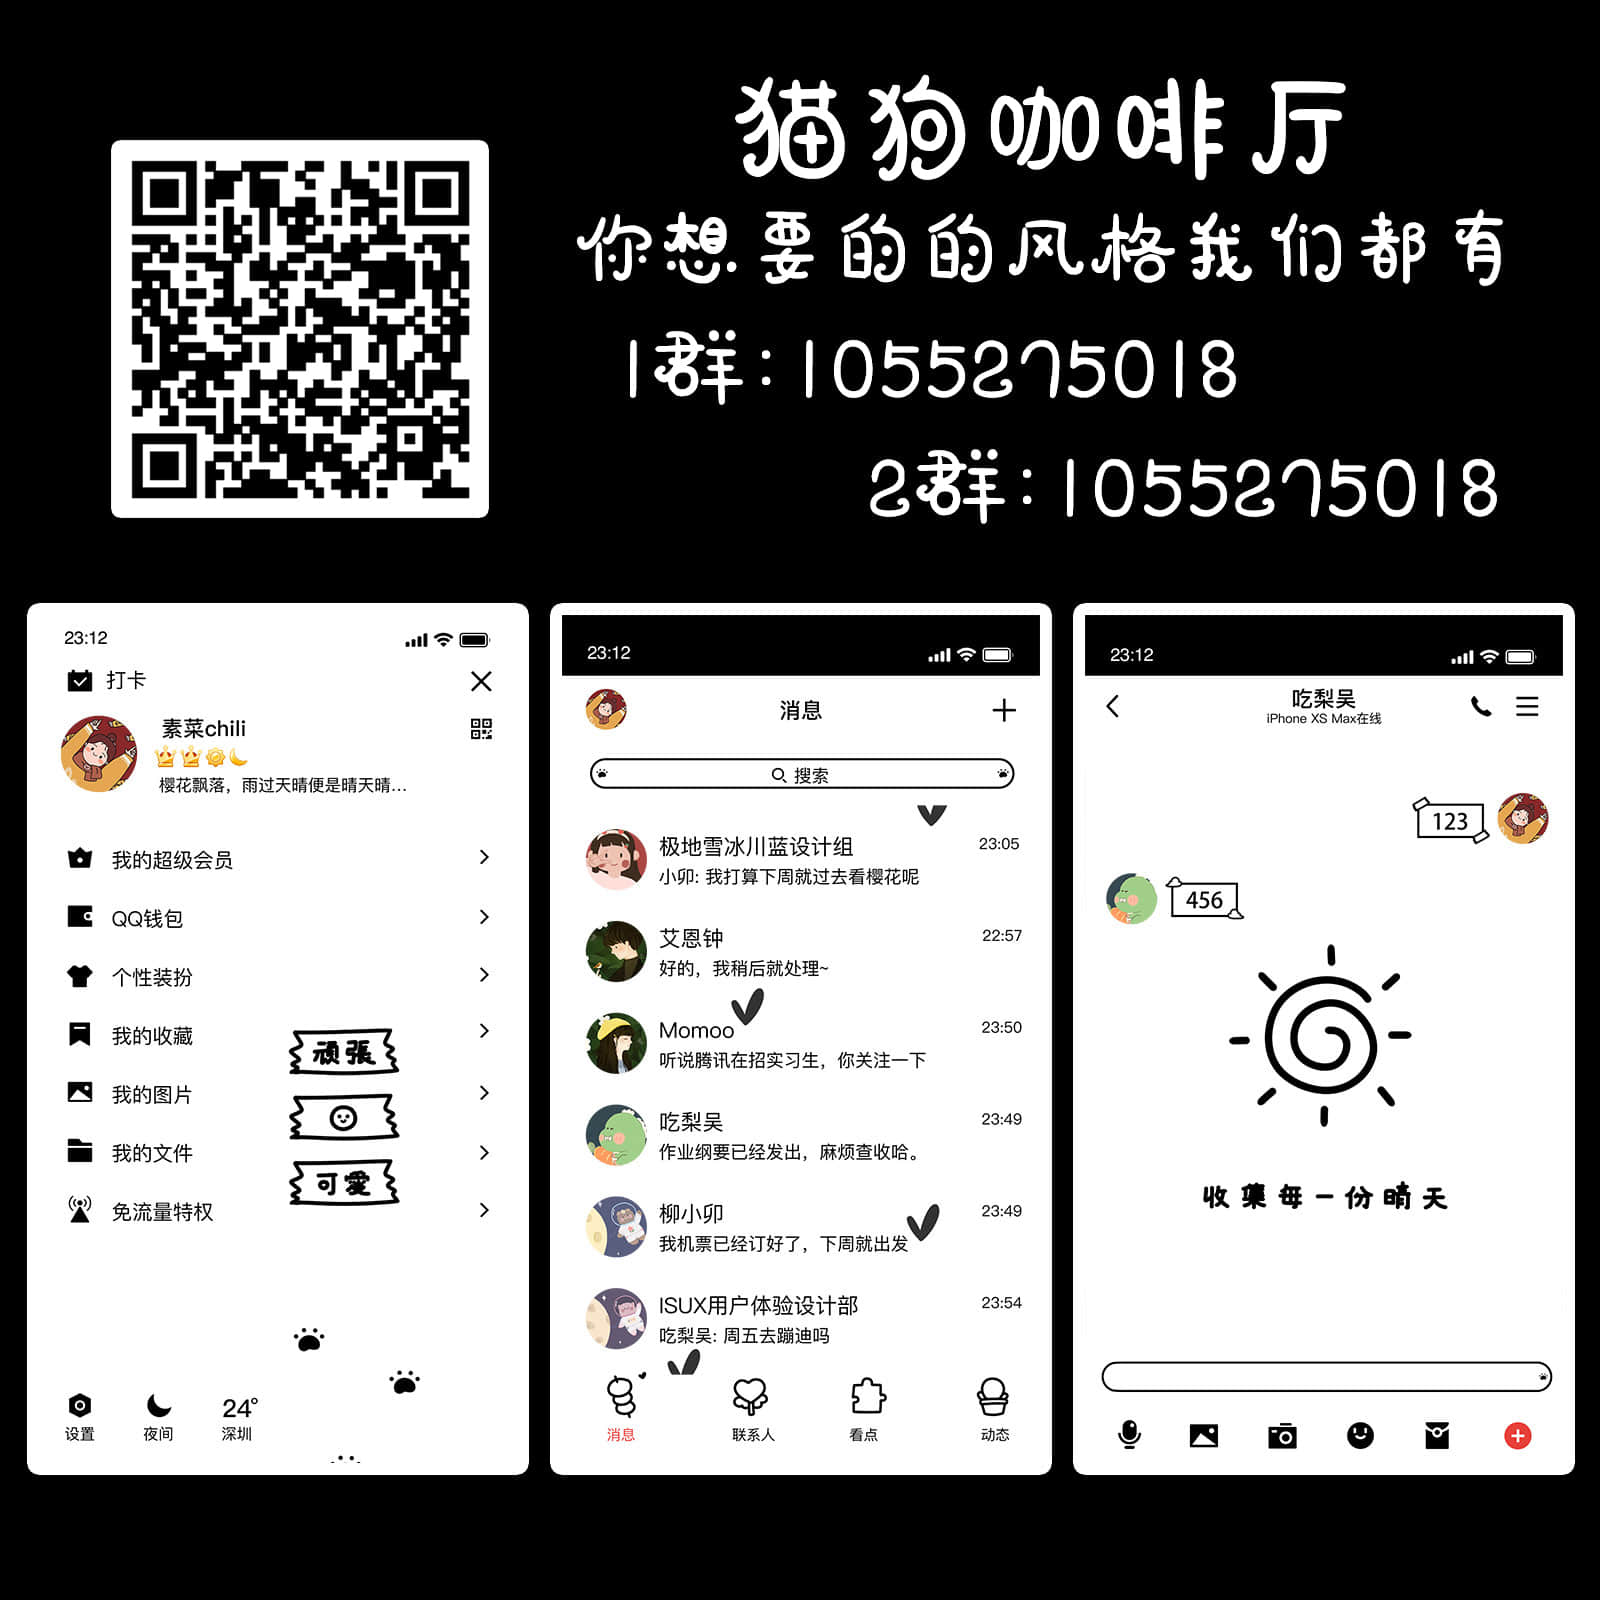 猫狗咖啡厅
你想要的的风格我们都有
1群:1055275018
2群:1055275018
23:12
打卡
素菜chili
樱花飘落，雨过天晴便是晴天晴...
我的超级会员
QQ钱包
个性装扮
我的收藏
我的图片
我的文件
免流量特权
頑張
可愛
设置
夜间
24°
深圳
23:12
消息
搜索
极地雪冰川蓝设计组
23:05
小卯: 我打算下周就过去看樱花呢
艾恩钟
22:57
好的，我稍后就处理~
Momoo
23:50
听说腾讯在招实习生，你关注一下
吃梨吴
23:49
作业纲要已经发出，麻烦查收哈。
柳小卯
23:49
我机票已经订好了，下周就出发
ISUX用户体验设计部
23:54
吃梨吴: 周五去蹦迪吗
消息
联系人
看点
动态
23:12
吃梨吴
iPhone XS Max在线
123
456
收集每一份晴天